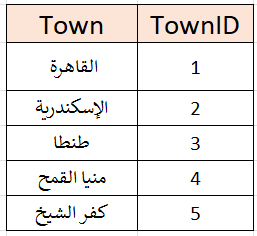 Town TownID
القاهرة 1
الإسكندرية 2
طنطا 3
منيا القمح 4
كفر الشيخ 5